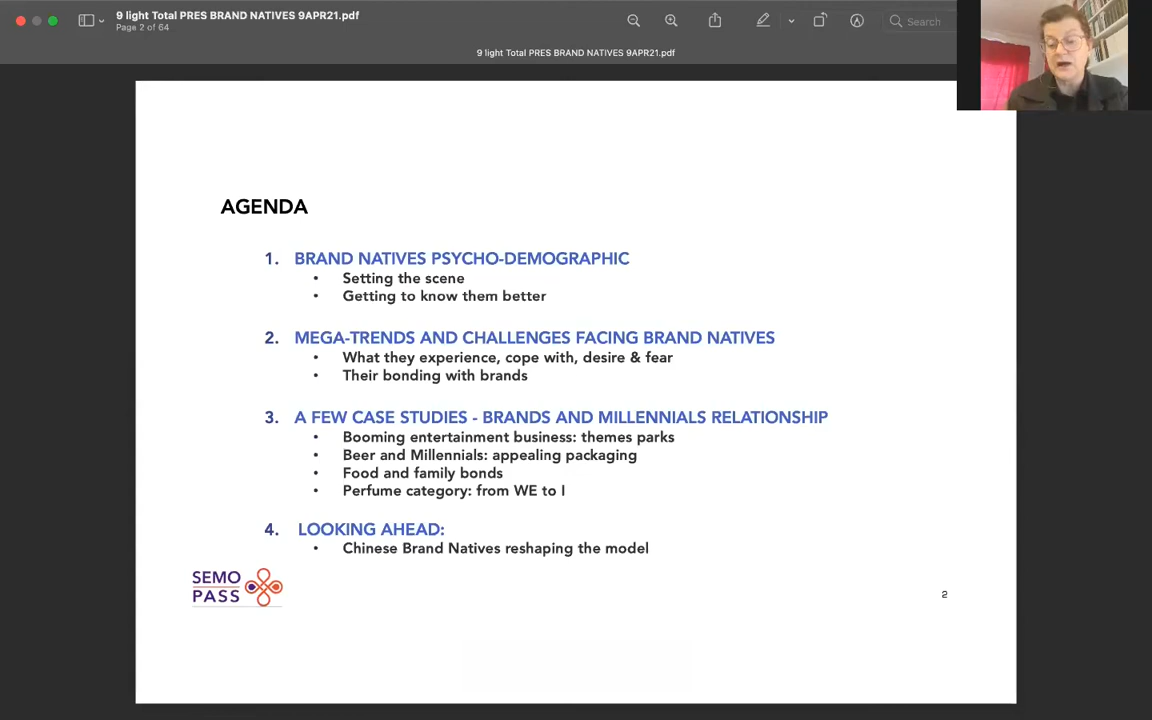 9 light Total PRES BRAND NATIVES 9APR21.pdf
Page 2 of 64
Search
9 light Total PRES BRAND NATIVES 9APR21.pdf
AGENDA
1. BRAND NATIVES PSYCHO-DEMOGRAPHIC
• Setting the scene
• Getting to know them better
2. MEGA-TRENDS AND CHALLENGES FACING BRAND NATIVES
• What they experience, cope with, desire & fear
• Their bonding with brands
3. A FEW CASE STUDIES - BRANDS AND MILLENNIALS RELATIONSHIP
• Booming entertainment business: themes parks
• Beer and Millennials: appealing packaging
• Food and family bonds
• Perfume category: from WE to I
4. LOOKING AHEAD:
• Chinese Brand Natives reshaping the model
SEMO
PASS
2